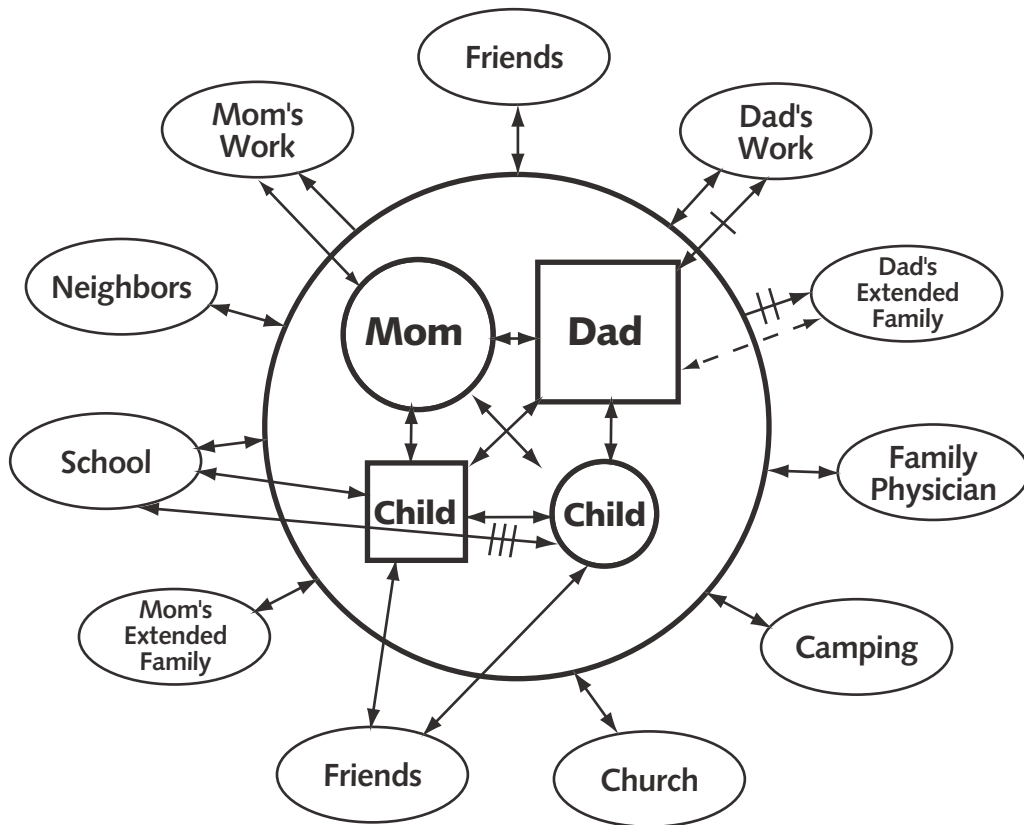 Friends
Mom's
Work
Dad's
Work
Neighbors
Dad's
Extended
Family
Mom
Dad
School
Family
Physician
Child
Child
Mom's
Extended
Family
Camping
Friends
Church